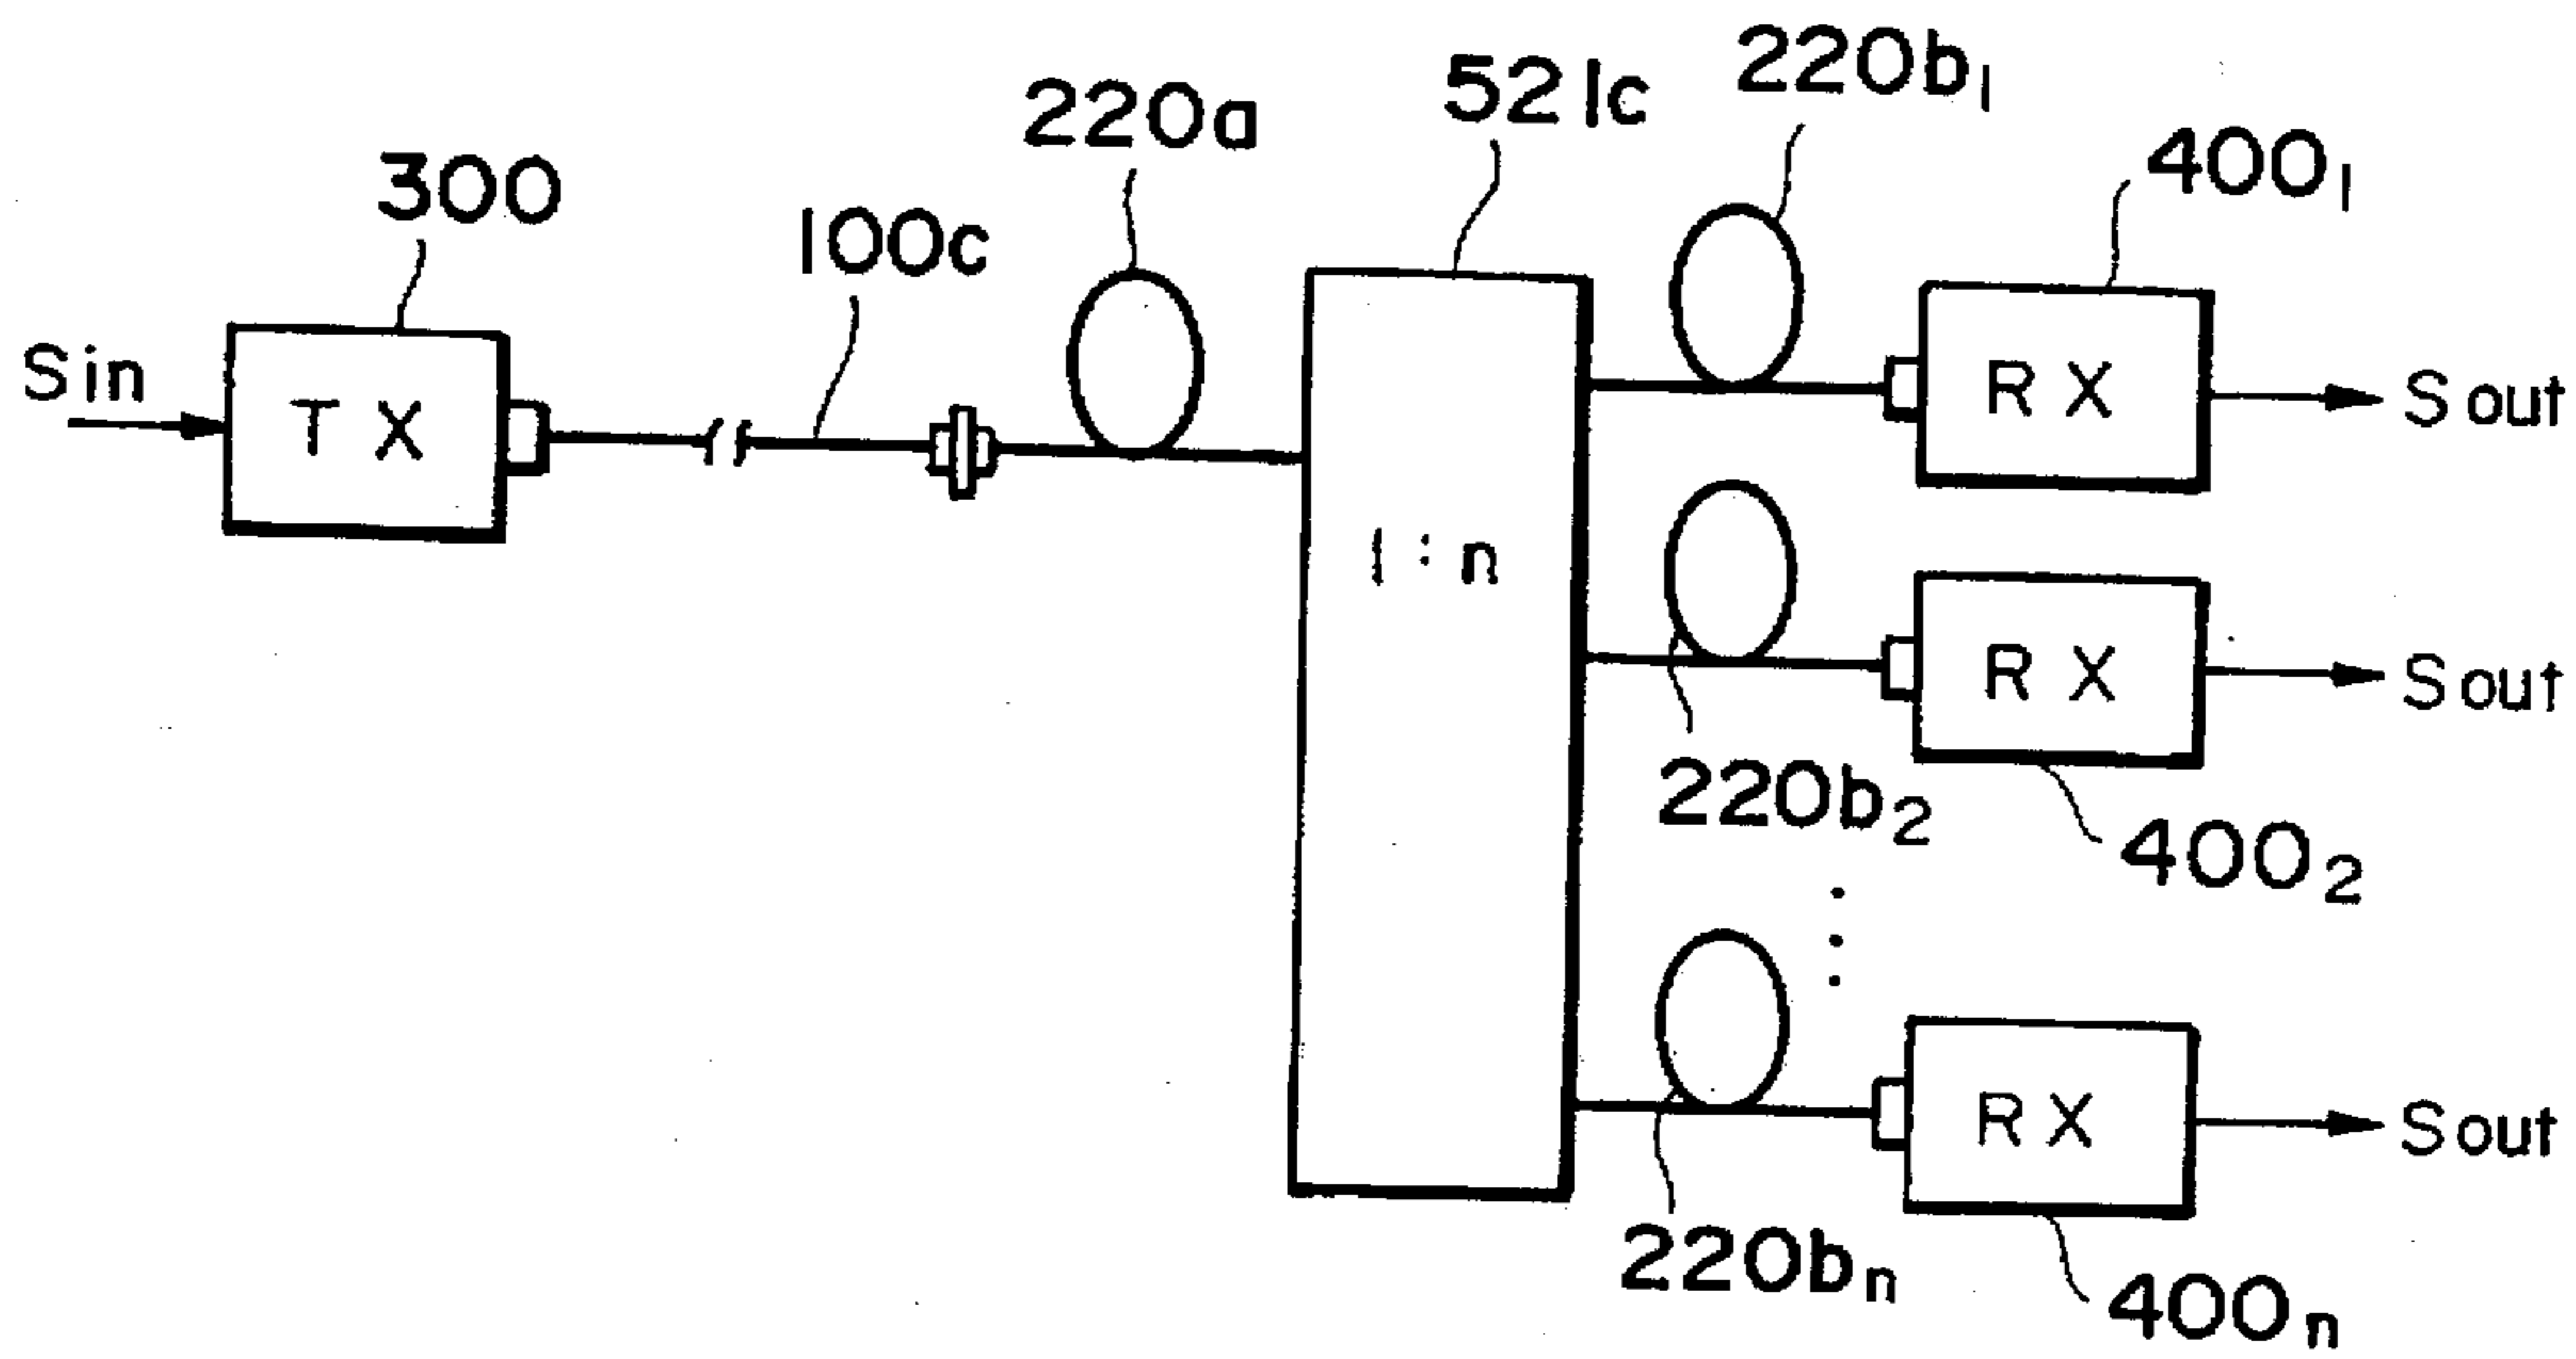 300
100c
220a
521c
220b1
4001
Sin
TX
1:n
RX
Sout
220b2
RX
Sout
4002
220bn
RX
Sout
400n